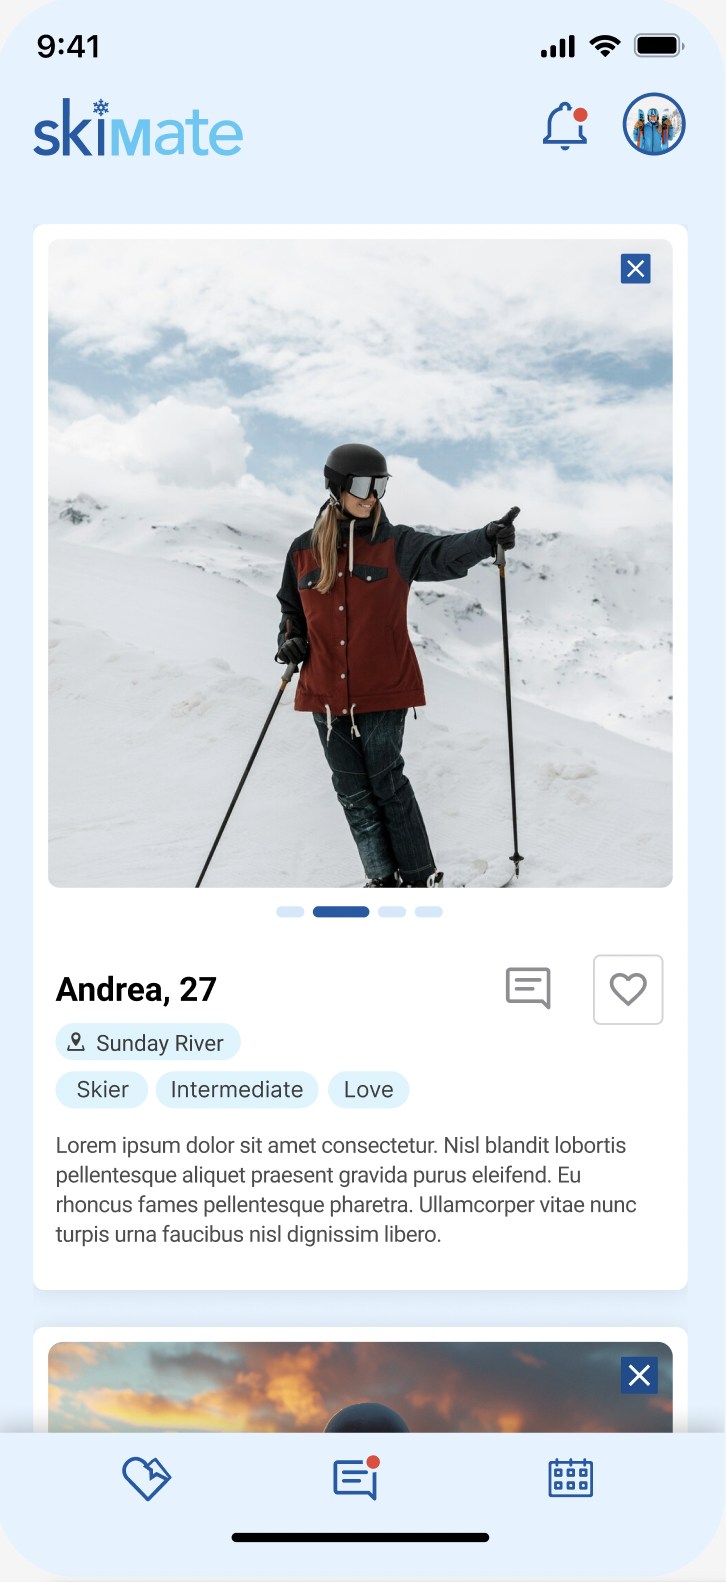 9:41
skiMate
Andrea, 27
Sunday River
Skier Intermediate Love
Lorem ipsum dolor sit amet consectetur. Nisl blandit lobortis
pellentesque aliquet praesent gravida purus eleifend. Eu
rhoncus fames pellentesque pharetra. Ullamcorper vitae nunc
turpis urna faucibus nisl dignissim libero.